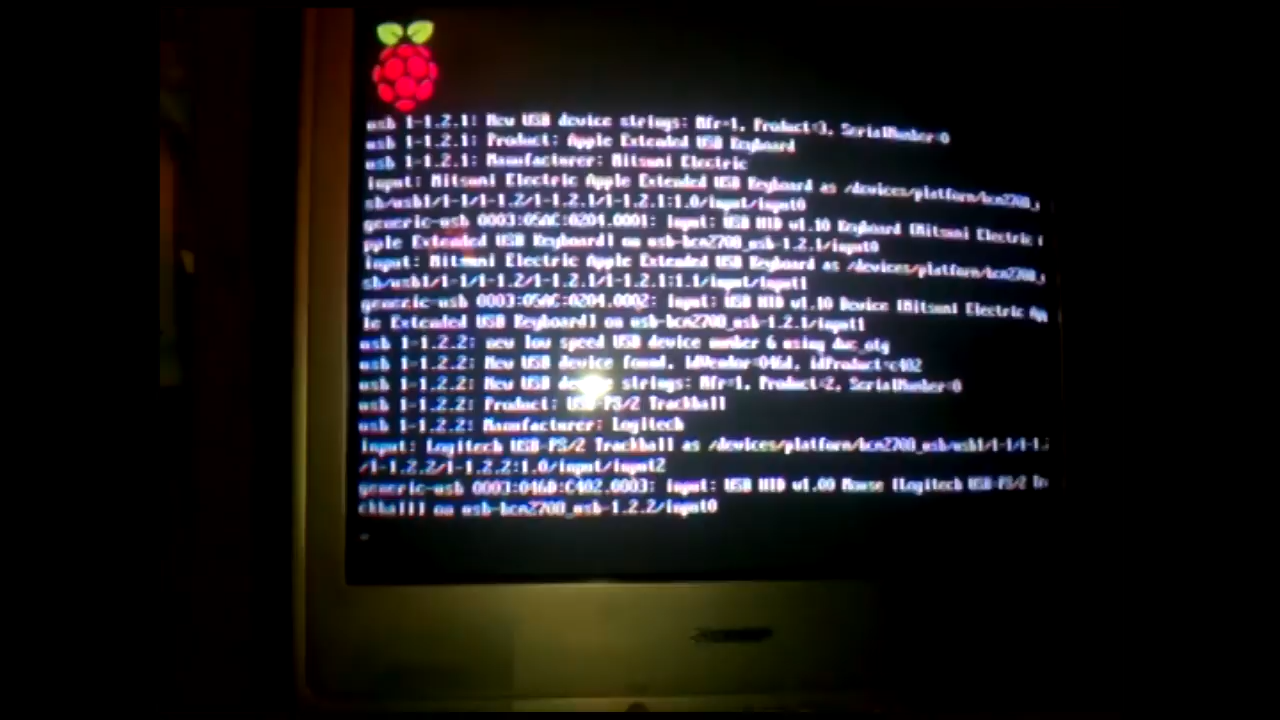 usb 1-1.2.1: New USB device strings: Mfr=1, Product=3, SerialNumber=0
usb 1-1.2.1: Product: Apple Extended USB Keyboard
usb 1-1.2.1: Manufacturer: Mitsumi Electric
input: Mitsumi Electric Apple Extended USB Keyboard as /devices/platform/bcm2708_u
sb/usb1/1-1/1-1.2/1-1.2.1/1-1.2.1:1.0/input/input0
generic-usb 0003:05AC:0204.0001: input: USB HID v1.10 Keyboard [Mitsumi Electric A
pple Extended USB Keyboard] on usb-bcm2708_usb-1.2.1/input0
input: Mitsumi Electric Apple Extended USB Keyboard as /devices/platform/bcm2708_u
sb/usb1/1-1/1-1.2/1-1.2.1/1-1.2.1:1.1/input/input1
generic-usb 0003:05AC:0204.0002: input: USB HID v1.10 Device [Mitsumi Electric App
le Extended USB Keyboard] on usb-bcm2708_usb-1.2.1/input1
usb 1-1.2.2: new low speed USB device number 6 using dwc_otg
usb 1-1.2.2: New USB device found, idVendor=046d, idProduct=c402
usb 1-1.2.2: New USB device strings: Mfr=1, Product=2, SerialNumber=0
usb 1-1.2.2: Product: USB-PS/2 Trackball
usb 1-1.2.2: Manufacturer: Logitech
input: Logitech USB-PS/2 Trackball as /devices/platform/bcm2708_usb/usb1/1-1/1-1.2
/1-1.2.2/1-1.2.2:1.0/input/input2
generic-usb 0003:046D:C402.0003: input: USB HID v1.00 Mouse [Logitech USB-PS/2 Tra
ckball] on usb-bcm2708_usb-1.2.2/input0